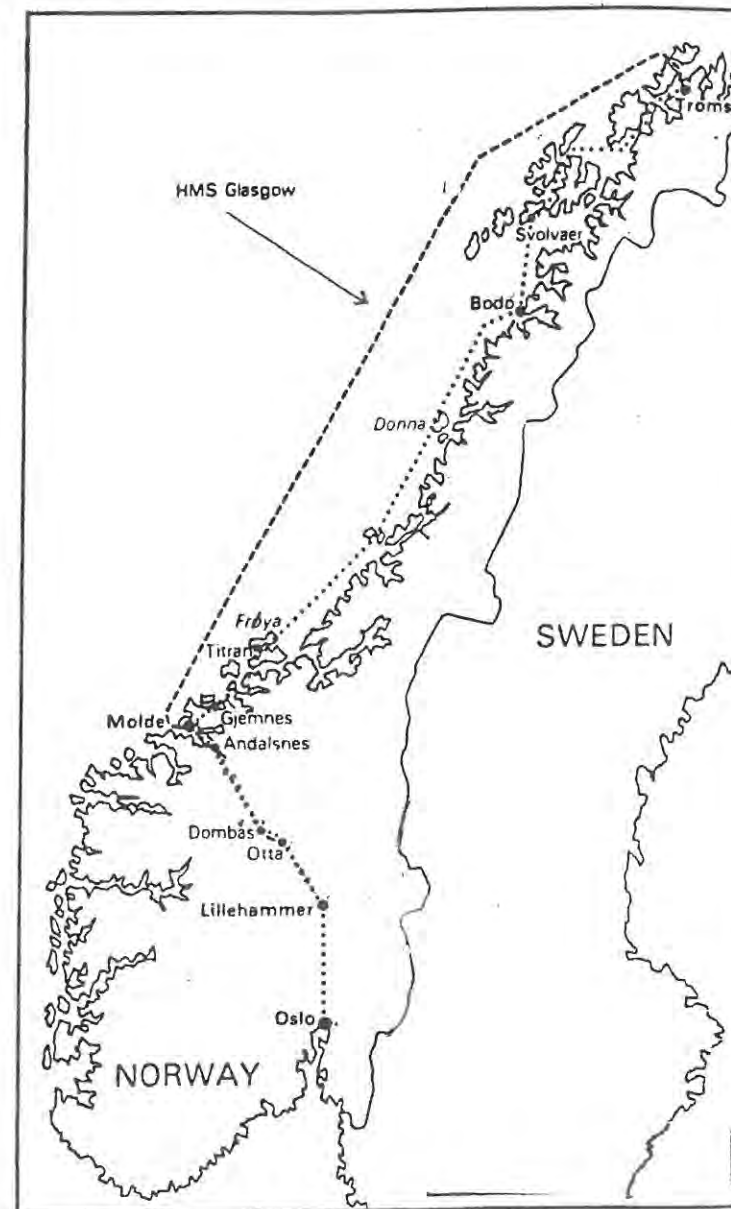 Troms
HMS Glasgow
Svolvaer
Bodo
Donna
Frøya
Titran
SWEDEN
Molde
Gjemnes
Andalsnes
Dombas
Otta
Lillehammer
Oslo
NORWAY